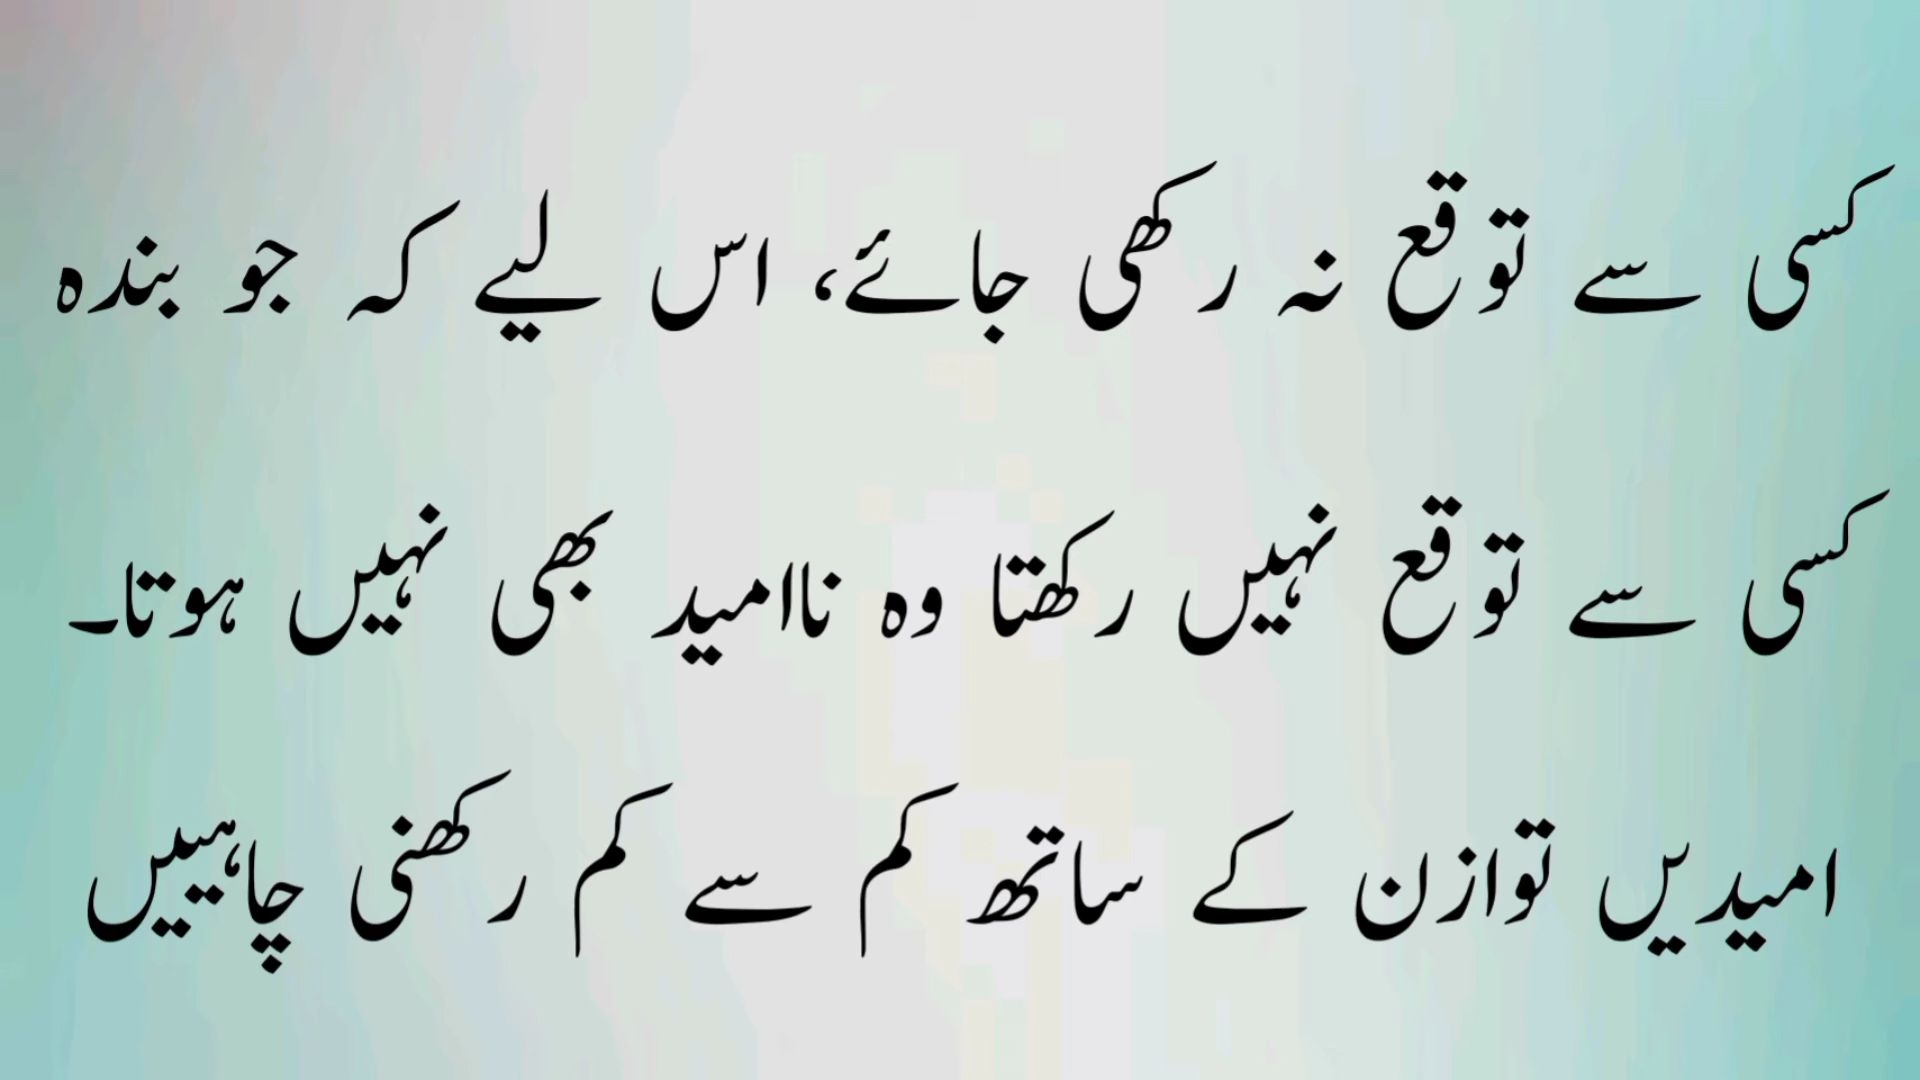 کسی سے توقع نہ رکھی جائے، اس لیے کہ جو بندہ
کسی سے توقع نہیں رکھتا وہ ناامید بھی نہیں ہوتا۔
امیدیں توازن کے ساتھ کم سے کم رکھنی چاہییں